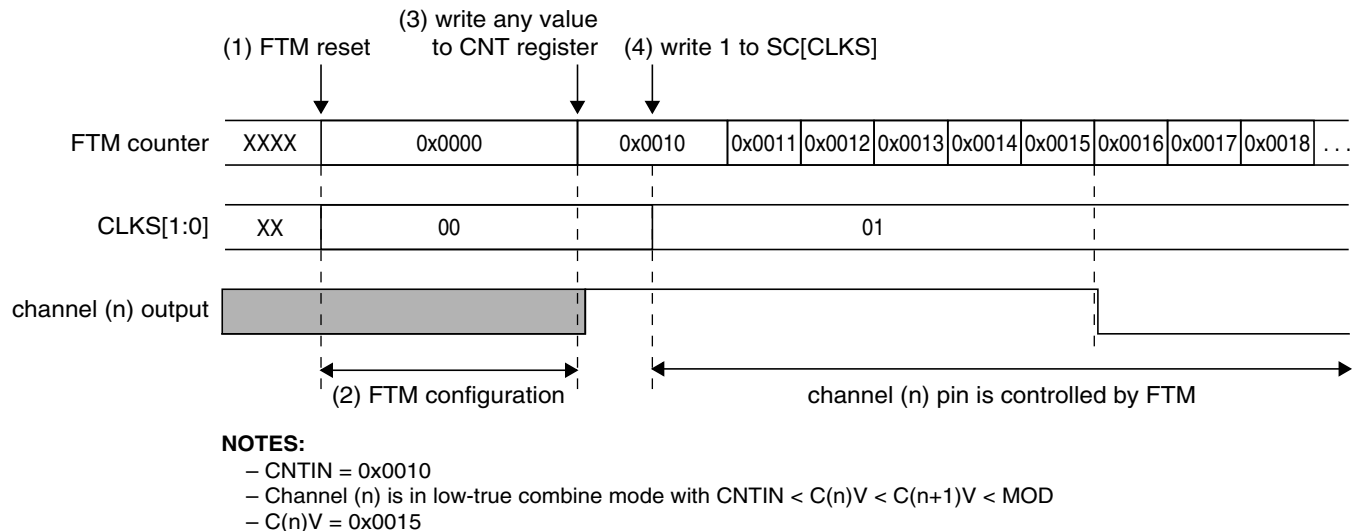 (3) write any value
(1) FTM reset to CNT register (4) write 1 to SC[CLKS]
FTM counter XXXX 0x0000 0x0010 0x0011 0x0012 0x0013 0x0014 0x0015 0x0016 0x0017 0x0018 . . .
CLKS[1:0] XX 00 01
channel (n) output
(2) FTM configuration channel (n) pin is controlled by FTM
NOTES:
– CNTIN = 0x0010
– Channel (n) is in low-true combine mode with CNTIN < C(n)V < C(n+1)V < MOD
– C(n)V = 0x0015